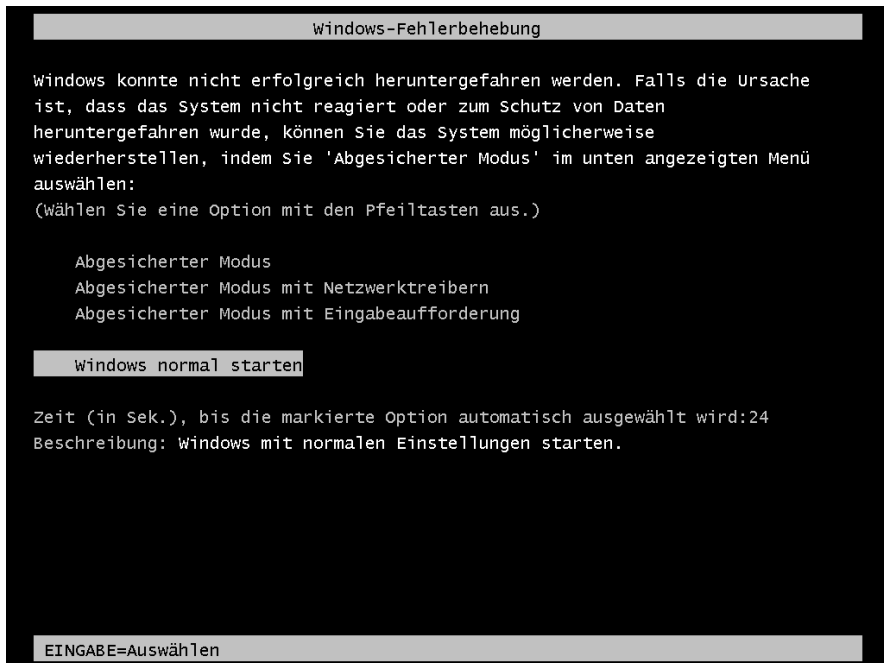 Windows-Fehlerbehebung
Windows konnte nicht erfolgreich heruntergefahren werden. Falls die Ursache
ist, dass das System nicht reagiert oder zum Schutz von Daten
heruntergefahren wurde, können Sie das System möglicherweise
wiederherstellen, indem Sie 'Abgesicherter Modus' im unten angezeigten Menü
auswählen:
(Wählen Sie eine Option mit den Pfeiltasten aus.)
Abgesicherter Modus
Abgesicherter Modus mit Netzwerktreibern
Abgesicherter Modus mit Eingabeaufforderung
Windows normal starten
Zeit (in Sek.), bis die markierte Option automatisch ausgewählt wird:24
Beschreibung: Windows mit normalen Einstellungen starten.
EINGABE=Auswählen